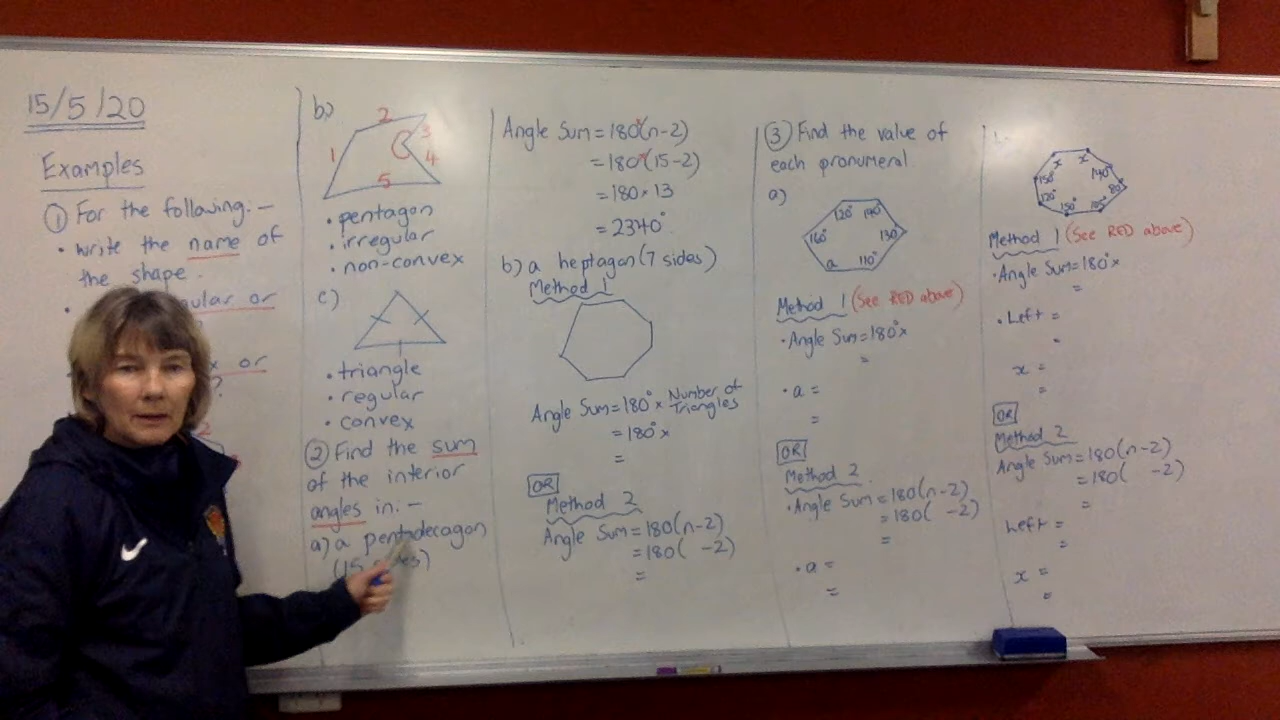 15/5/20
Examples
① For the following:-
• write the name of
the shape.
gular or
?
x or
?
2
b)
2
1
3
4
5
• pentagon
• irregular
• non-convex
c)
• triangle
• regular
• convex
② Find the sum
of the interior
angles in:-
a) a pentadecagon
(15
Angle Sum = 180°(n-2)
= 180°(15-2)
= 180 × 13
= 2340°
b) a heptagon (7 sides)
Method 1
Angle Sum = 180° × Number of
Triangles
= 180° ×
=
OR
Method 2
Angle Sum = 180(n-2)
= 180( -2)
=
③ Find the value of
each pronumeral.
a)
120°
140°
160°
130°
a
110°
Method 1 (See RED above)
• Angle Sum = 180° ×
=
• a =
=
OR
Method 2
• Angle Sum = 180(n-2)
= 180( -2)
=
• a =
=
x
x
150°
140°
80°
120°
150°
Method 1 (See RED above)
• Angle Sum = 180° ×
=
• Left =
x =
=
OR
Method 2
Angle Sum = 180(n-2)
= 180( -2)
=
Left =
=
x =
=